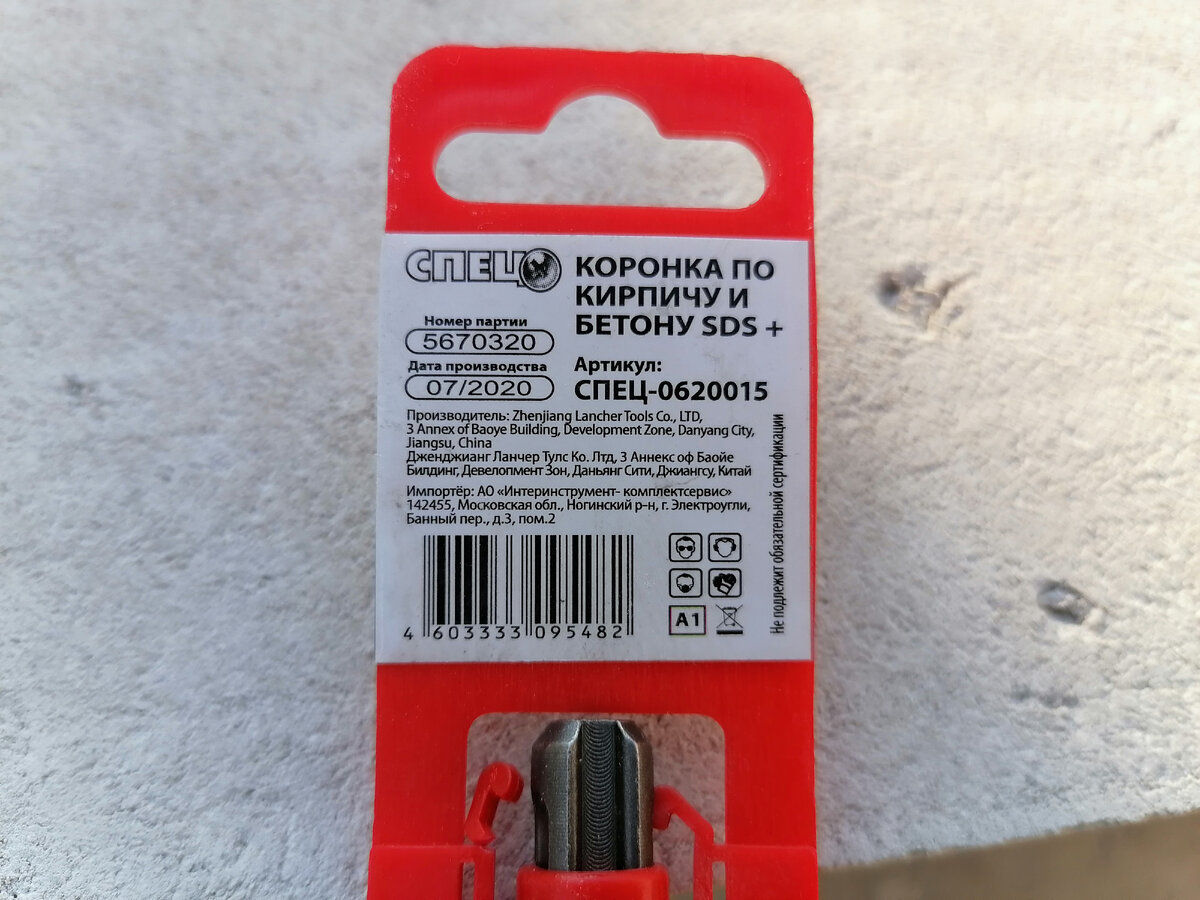 СПЕЦ
КОРОНКА ПО
КИРПИЧУ И
БЕТОНУ SDS +
Номер партии
5670320
Дата производства
07/2020
Артикул:
СПЕЦ-0620015
Производитель: Zhenjiang Lancher Tools Co., LTD,
3 Annex of Baoye Building, Development Zone, Danyang City,
Jiangsu, China
Дженджианг Ланчер Тулс Ко. Лтд, 3 Аннекс оф Баойе
Билдинг, Девелопмент Зон, Даньянг Сити, Джиангсу, Китай
Импортёр: АО «Интеринструмент- комплектсервис»
142455, Московская обл., Ногинский р-н, г. Электроугли,
Банный пер., д.3, пом.2
Не подлежит обязательной сертификации
4 603333 095482
A1